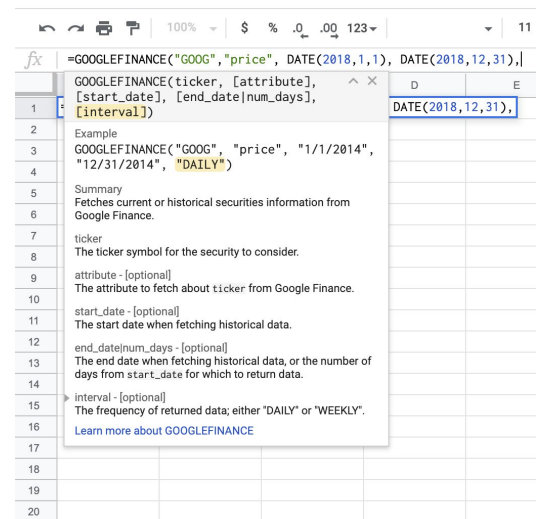 100% $ % .0 .00 123 11
fx =GOOGLEFINANCE("GOOG","price", DATE(2018,1,1), DATE(2018,12,31),
D E
1 = DATE(2018,12,31),
GOOGLEFINANCE(ticker, [attribute],
[start_date], [end_date|num_days],
[interval])
Example
GOOGLEFINANCE("GOOG", "price", "1/1/2014",
"12/31/2014", "DAILY")
Summary
Fetches current or historical securities information from
Google Finance.
ticker
The ticker symbol for the security to consider.
attribute - [optional]
The attribute to fetch about ticker from Google Finance.
start_date - [optional]
The start date when fetching historical data.
end_date|num_days - [optional]
The end date when fetching historical data, or the number of
days from start_date for which to return data.
interval - [optional]
The frequency of returned data; either "DAILY" or "WEEKLY".
Learn more about GOOGLEFINANCE
2
3
4
5
6
7
8
9
10
11
12
13
14
15
16
17
18
19
20